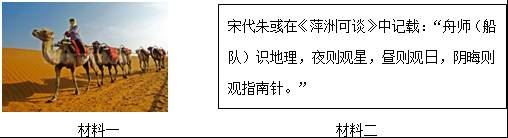 宋代朱彧在《萍洲可谈》中记载：“舟师（船
队）识地理，夜则观星，昼则观日，阴晦则
观指南针。”
材料一
材料二